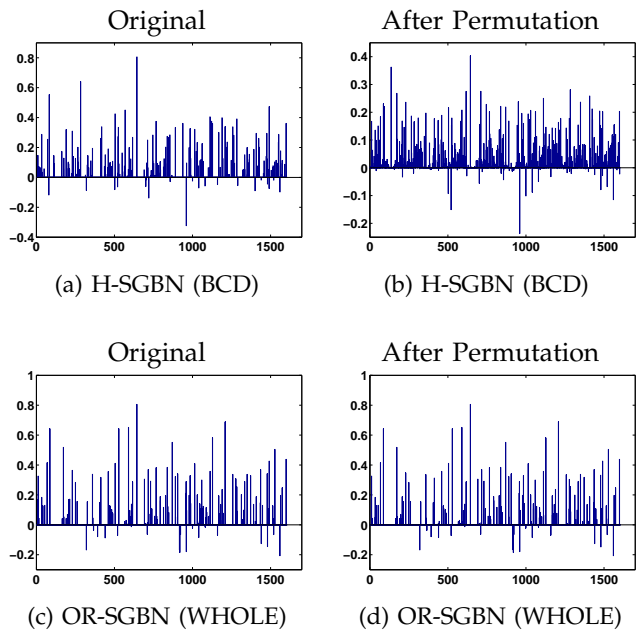 Original After Permutation
0.8 0.4
0.6 0.3
0.4 0.2
0.2 0.1
0 0
−0.2 −0.1
−0.4 −0.2
0 500 1000 1500 0 500 1000 1500
(a) H-SGBN (BCD) (b) H-SGBN (BCD)
Original After Permutation
1 1
0.8 0.8
0.6 0.6
0.4 0.4
0.2 0.2
0 0
−0.2 −0.2
0 500 1000 1500 0 500 1000 1500
(c) OR-SGBN (WHOLE) (d) OR-SGBN (WHOLE)